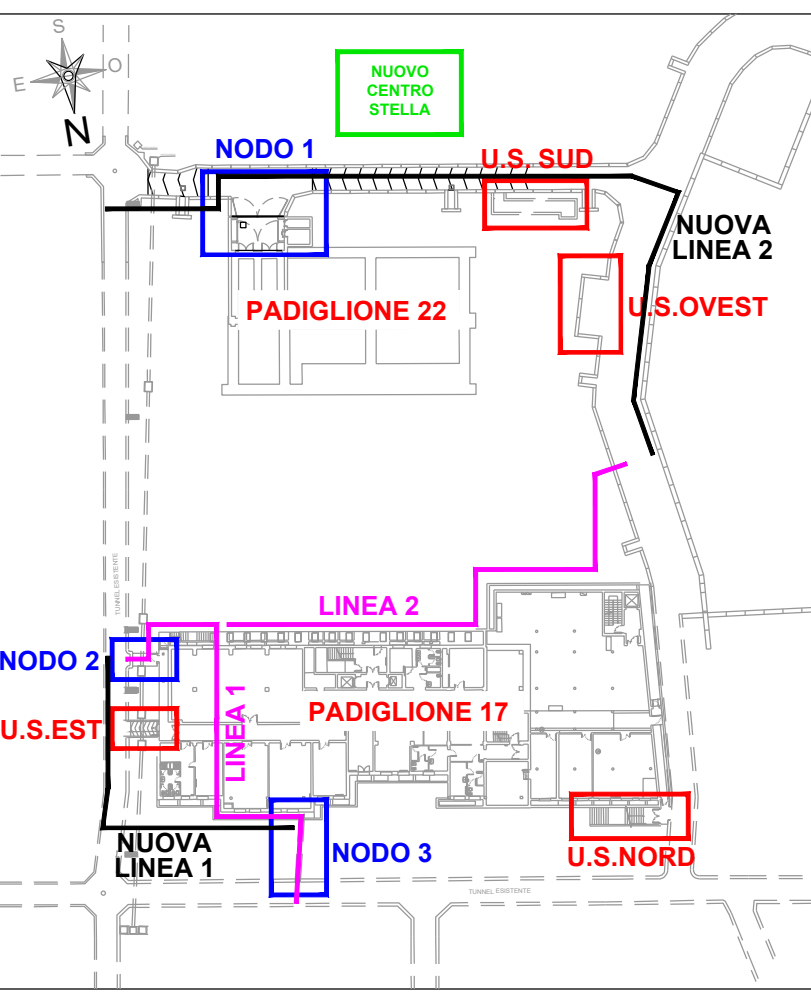 S
E
O
N
NUOVO
CENTRO
STELLA
NODO 1
U.S. SUD
NUOVA
LINEA 2
PADIGLIONE 22
U.S.OVEST
TUNNEL ESISTENTE
LINEA 2
NODO 2
LINEA 1
U.S.EST
PADIGLIONE 17
NUOVA
LINEA 1
NODO 3
U.S.NORD
TUNNEL ESISTENTE